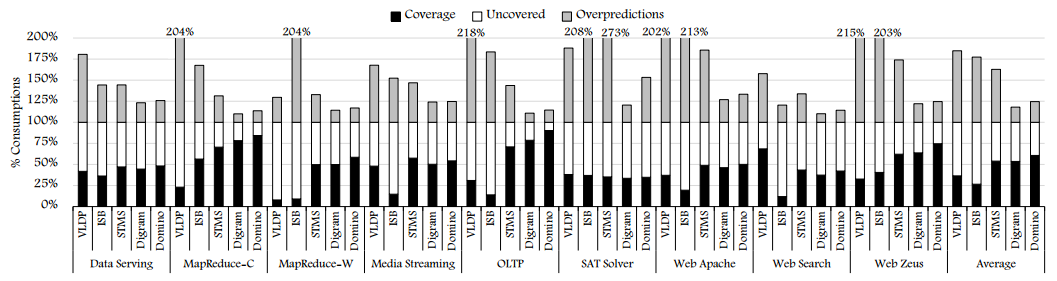 Coverage Uncovered Overpredictions
204% 204% 218% 208% 273% 202% 213% 215% 203%
200%
175%
150%
125%
100%
75%
50%
25%
0%
% Consumptions
VLDP ISB STMS Digram Domino VLDP ISB STMS Digram Domino VLDP ISB STMS Digram Domino VLDP ISB STMS Digram Domino VLDP ISB STMS Digram Domino VLDP ISB STMS Digram Domino VLDP ISB STMS Digram Domino VLDP ISB STMS Digram Domino VLDP ISB STMS Digram Domino VLDP ISB STMS Digram Domino
Data Serving MapReduce-C MapReduce-W Media Streaming OLTP SAT Solver Web Apache Web Search Web Zeus Average